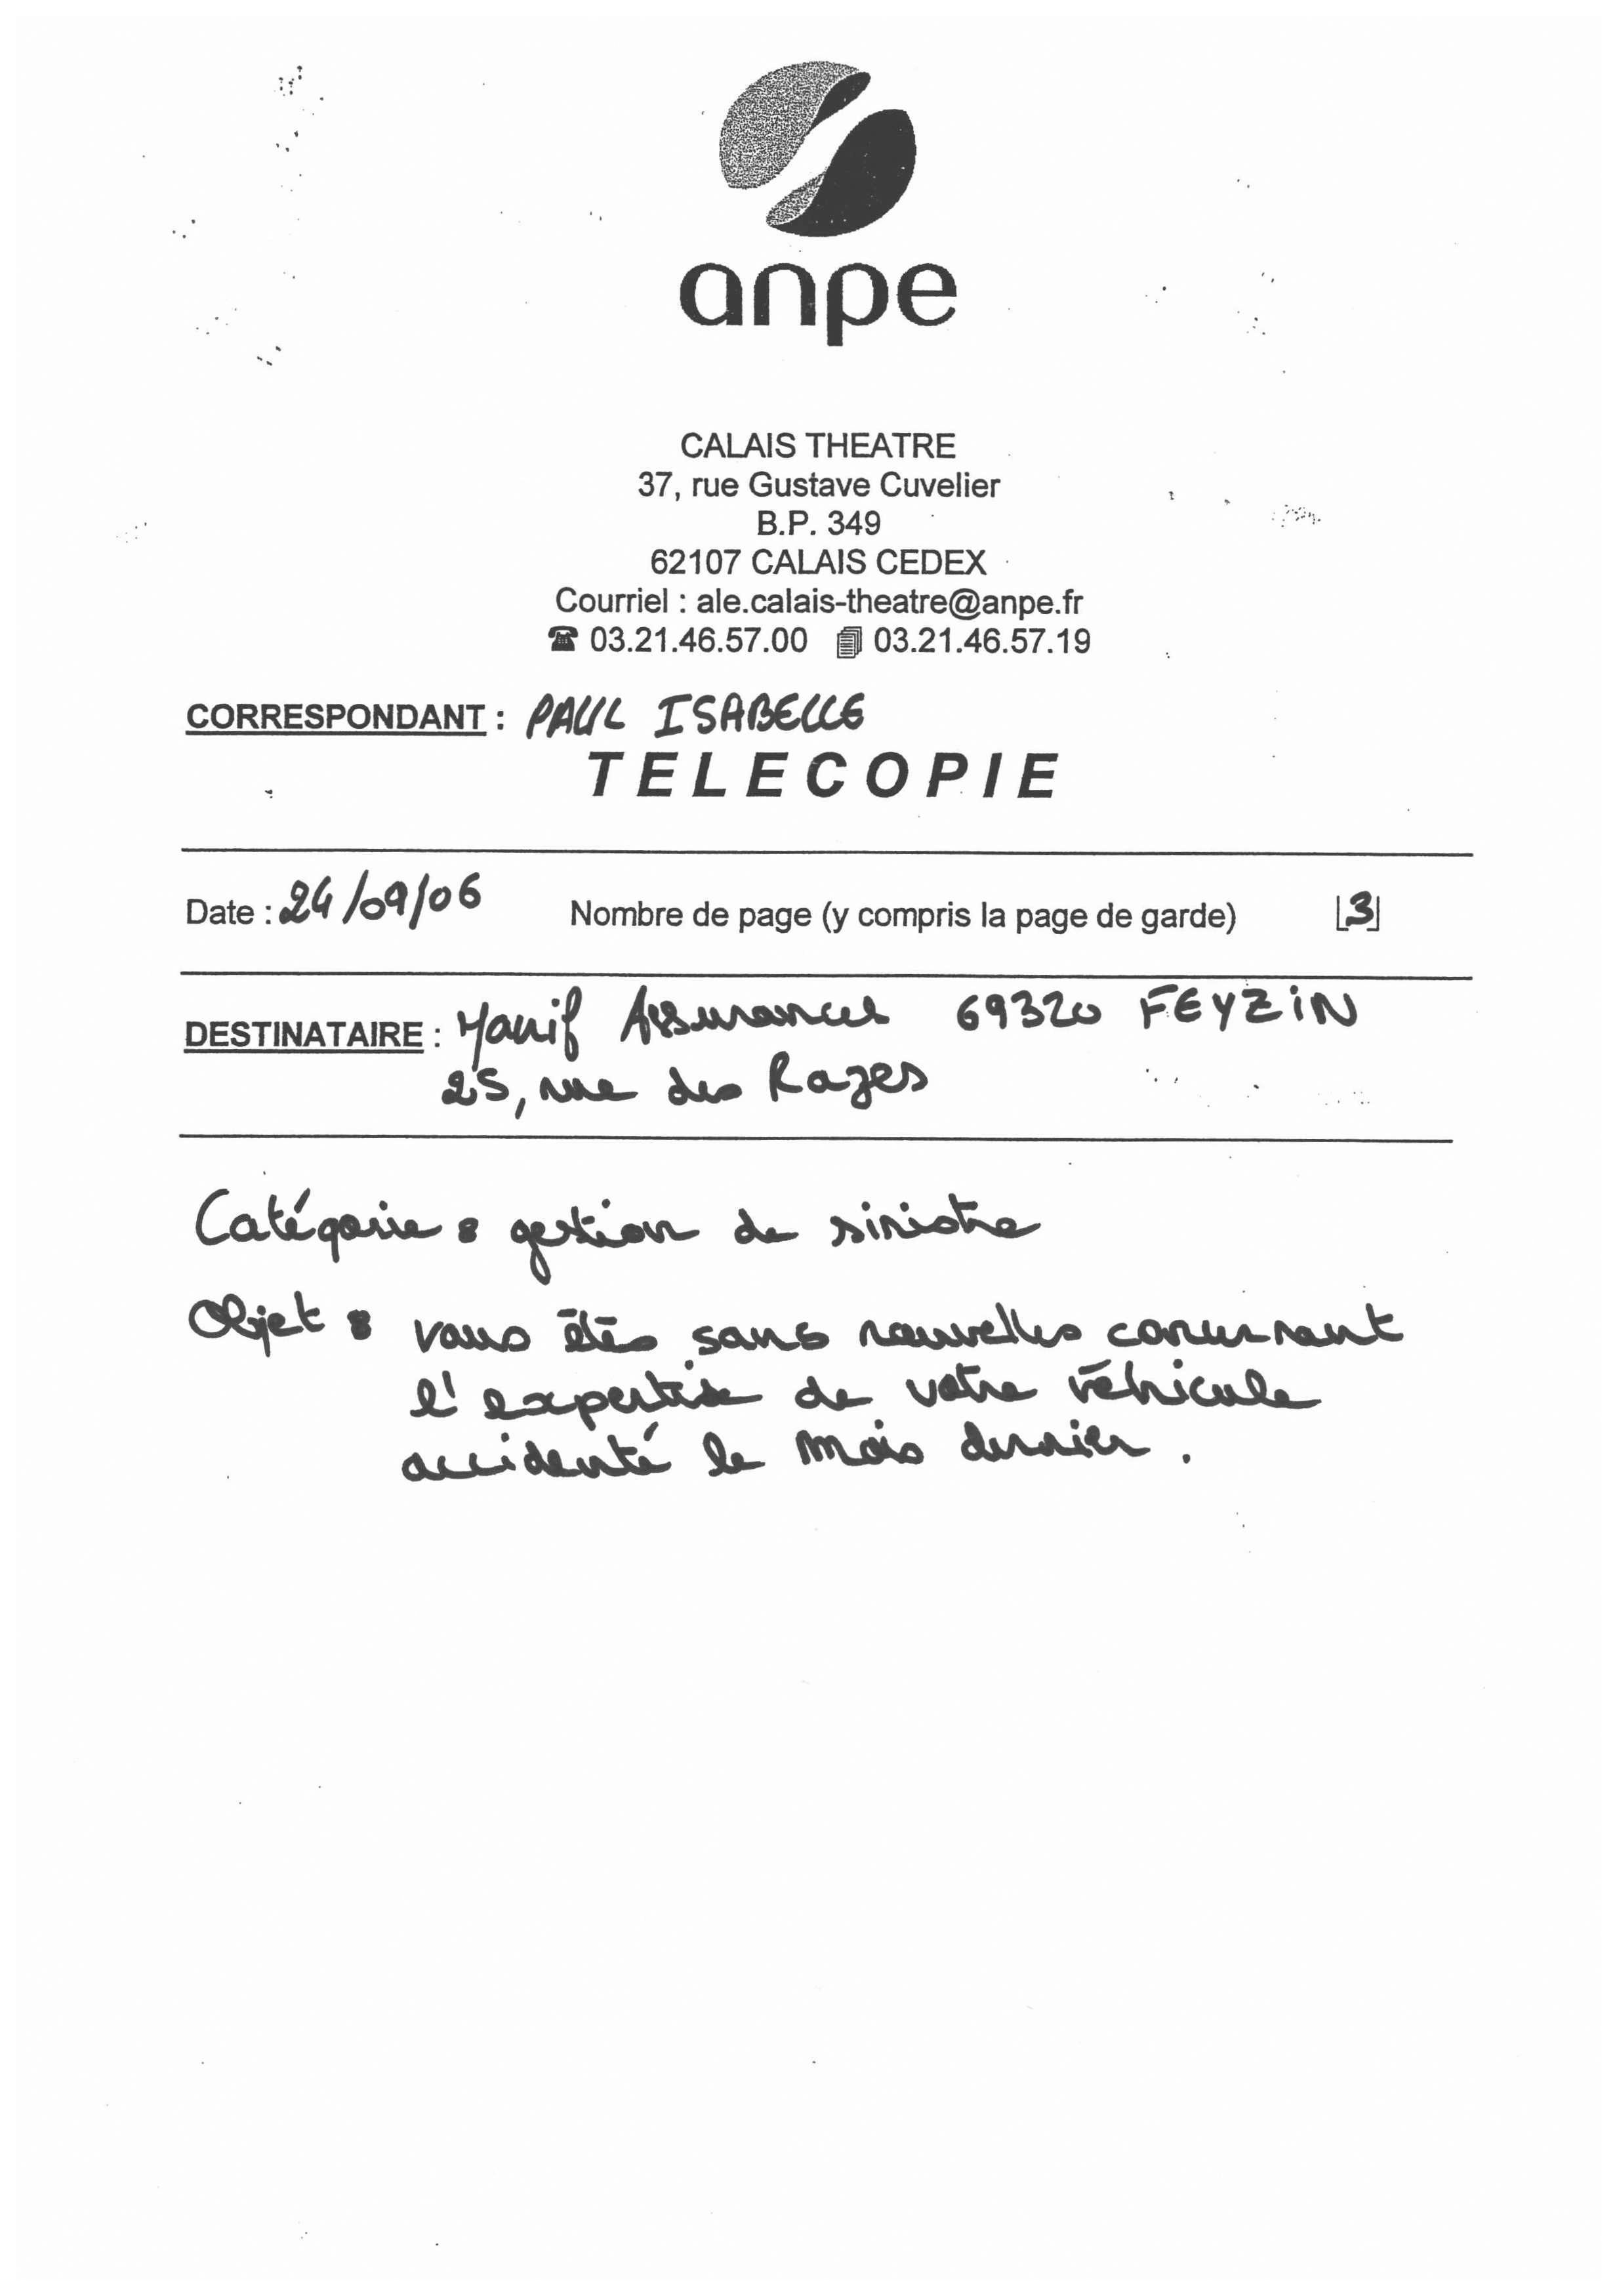 anpe
CALAIS THEATRE
37, rue Gustave Cuvelier
B.P. 349
62107 CALAIS CEDEX
Courriel : ale.calais-theatre@anpe.fr
☎ 03.21.46.57.00 03.21.46.57.19
CORRESPONDANT : PAUL ISABELLE
TELECOPIE
Date : 24/09/06 Nombre de page (y compris la page de garde) |3|
DESTINATAIRE : Manif Assurances 69320 FEYZIN
25, rue des Razes
Catégorie : gestion de sinistre
Objet : vous êtes sans nouvelles concernant
l'expertise de votre véhicule
accidenté le mois dernier.